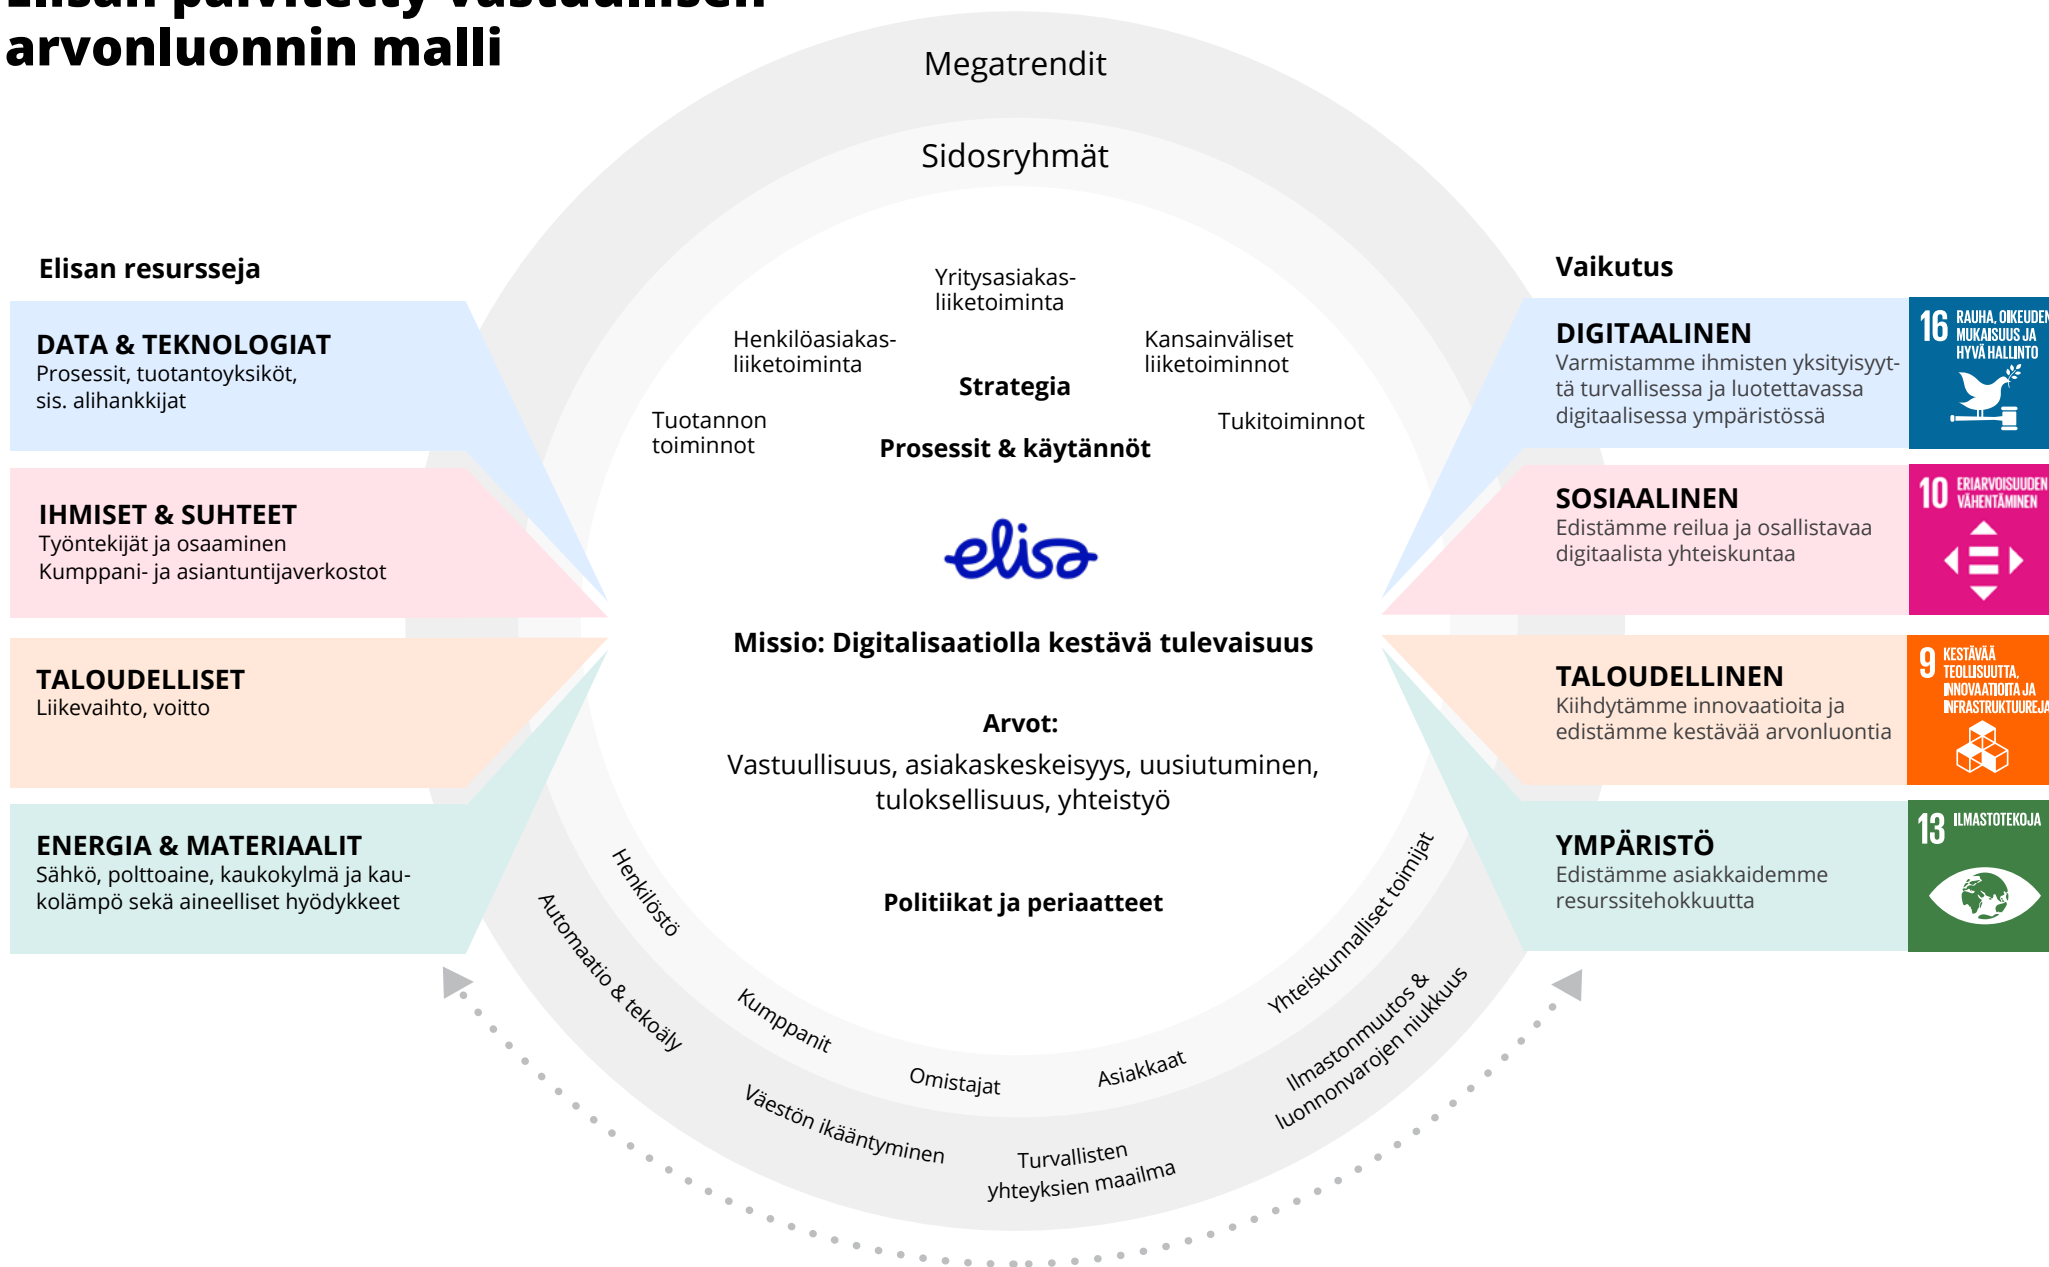 Elisan päivitetty vastuullisen
arvonluonnin malli
Megatrendit
Sidosryhmät
Elisan resursseja
DATA & TEKNOLOGIAT
Prosessit, tuotantoyksiköt,
sis. alihankkijat
IHMISET & SUHTEET
Työntekijät ja osaaminen
Kumppani- ja asiantuntijaverkostot
TALOUDELLISET
Liikevaihto, voitto
ENERGIA & MATERIAALIT
Sähkö, polttoaine, kaukokylmä ja kau-
kolämpö sekä aineelliset hyödykkeet
Yritysasiakas-
liiketoiminta
Henkilöasiakas-
liiketoiminta
Kansainväliset
liiketoiminnot
Strategia
Tuotannon
toiminnot
Tukitoiminnot
Prosessit & käytännöt
elisa
Missio: Digitalisaatiolla kestävä tulevaisuus
Arvot:
Vastuullisuus, asiakaskeskeisyys, uusiutuminen,
tuloksellisuus, yhteistyö
Politiikat ja periaatteet
Henkilöstö
Kumppanit
Omistajat
Asiakkaat
Yhteiskunnalliset toimijat
Automaatio & tekoäly
Väestön ikääntyminen
Turvallisten
yhteyksien maailma
Ilmastonmuutos &
luonnonvarojen niukkuus
Vaikutus
DIGITAALINEN
Varmistamme ihmisten yksityisyyt-
tä turvallisessa ja luotettavassa
digitaalisessa ympäristössä
16 RAUHA, OIKEUDEN
MUKAISUUS JA
HYVÄ HALLINTO
SOSIAALINEN
Edistämme reilua ja osallistavaa
digitaalista yhteiskuntaa
10 ERIARVOISUUDEN
VÄHENTÄMINEN
TALOUDELLINEN
Kiihdytämme innovaatioita ja
edistämme kestävää arvonluontia
9 KESTÄVÄÄ
TEOLLISUUTTA,
INNOVAATIOITA JA
INFRASTRUKTUUREJA
YMPÄRISTÖ
Edistämme asiakkaidemme
resurssitehokkuutta
13 ILMASTOTEKOJA